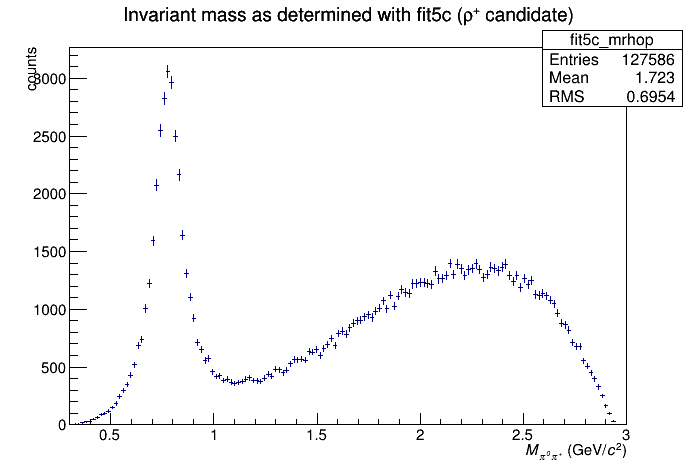 Invariant mass as determined with fit5c (ρ⁺ candidate)
fit5c_mrhop
Entries 127586
Mean 1.723
RMS 0.6954
counts
3000
2500
2000
1500
1000
500
0
0.5 1 1.5 2 2.5 3
M_{π⁰π⁺} (GeV/c²)